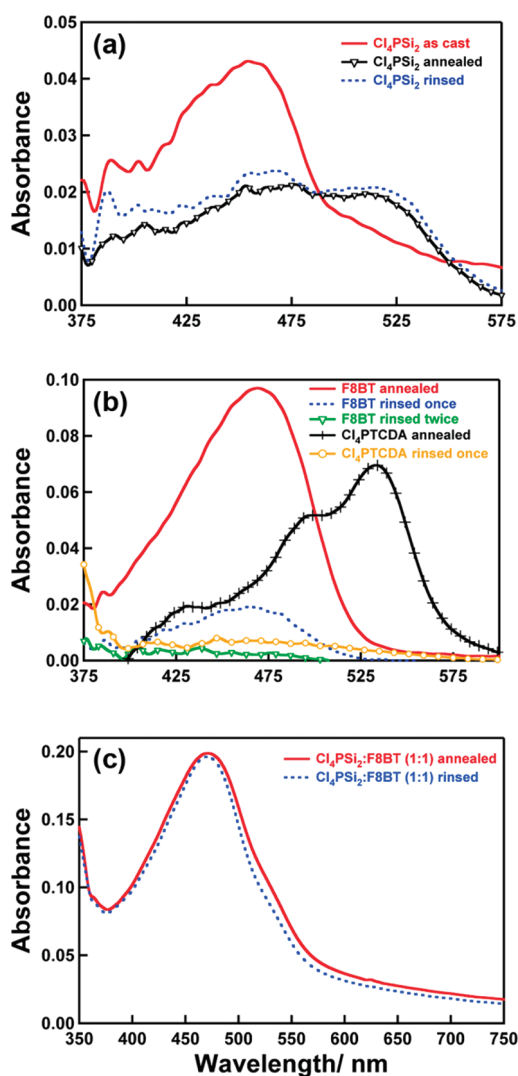 (a)
Cl₄PSi₂ as cast
Cl₄PSi₂ annealed
Cl₄PSi₂ rinsed
Absorbance
0.05
0.04
0.03
0.02
0.01
0.00
375 425 475 525 575
(b)
F8BT annealed
F8BT rinsed once
F8BT rinsed twice
Cl₄PTCDA annealed
Cl₄PTCDA rinsed once
Absorbance
0.10
0.08
0.06
0.04
0.02
0.00
375 425 475 525 575
(c)
Cl₄PSi₂:F8BT (1:1) annealed
Cl₄PSi₂:F8BT (1:1) rinsed
Absorbance
0.20
0.15
0.10
0.05
0.00
350 400 450 500 550 600 650 700 750
Wavelength/ nm